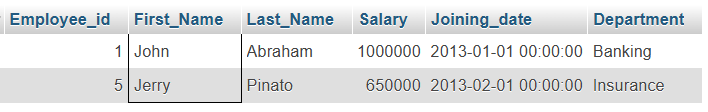 Employee_id First_Name Last_Name Salary Joining_date Department
1 John Abraham 1000000 2013-01-01 00:00:00 Banking
5 Jerry Pinato 650000 2013-02-01 00:00:00 Insurance